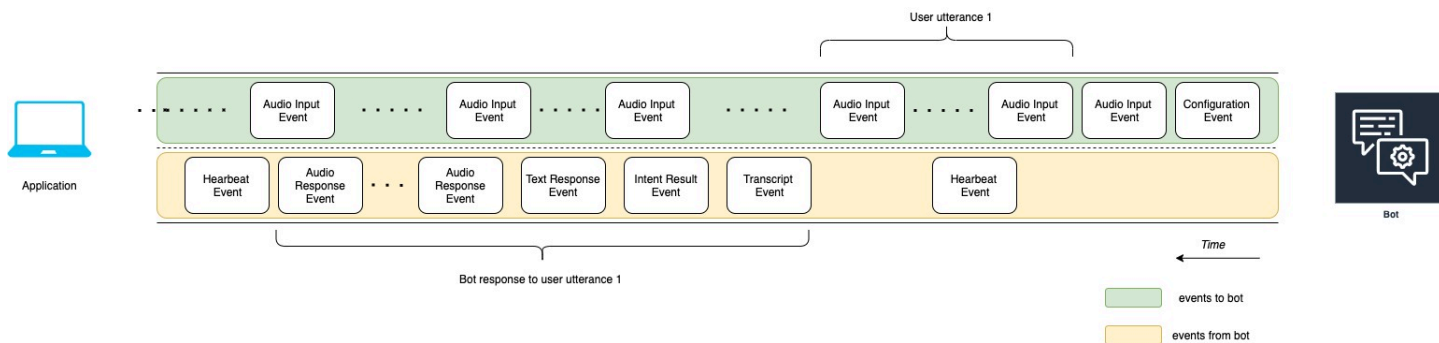 User utterance 1
Audio Input
Event
Audio Input
Event
Audio Input
Event
Audio Input
Event
Audio Input
Event
Audio Input
Event
Configuration
Event
Application
Hearbeat
Event
Audio
Response
Event
Audio
Response
Event
Text Response
Event
Intent Result
Event
Transcript
Event
Hearbeat
Event
Bot
Bot response to user utterance 1
Time
events to bot
events from bot